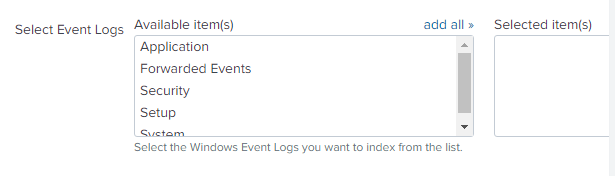 Select Event Logs
Available item(s) add all » Selected item(s)
Application
Forwarded Events
Security
Setup
System
Select the Windows Event Logs you want to index from the list.